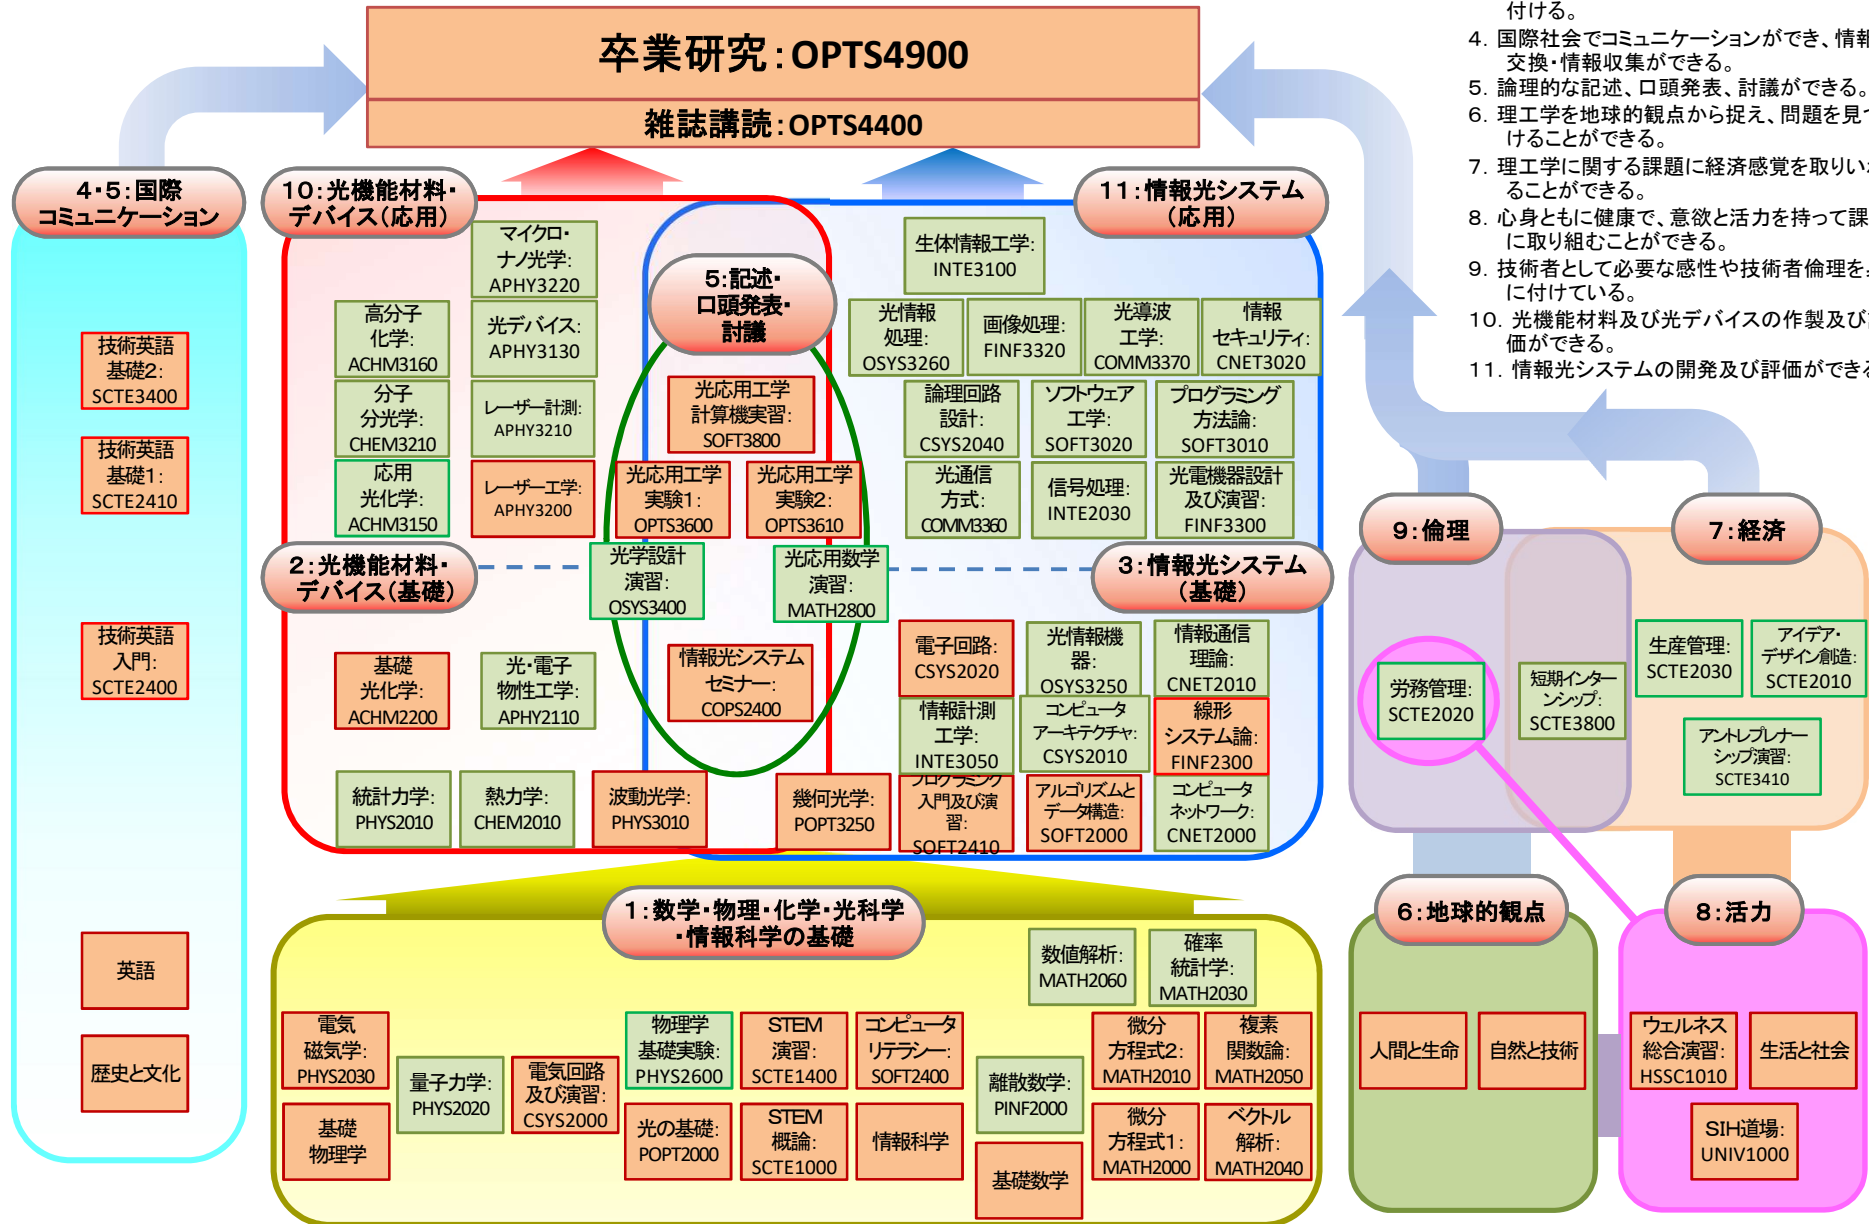 卒業研究:OPTS4900
雑誌講読:OPTS4400
付ける。
4. 国際社会でコミュニケーションができ、情報
交換・情報収集ができる。
5. 論理的な記述、口頭発表、討議ができる。
6. 理工学を地球的観点から捉え、問題を見つ
けることができる。
7. 理工学に関する課題に経済感覚を取りいれ
ることができる。
8. 心身ともに健康で、意欲と活力を持って課
に取り組むことができる。
9. 技術者として必要な感性や技術者倫理を
に付けている。
10. 光機能材料及び光デバイスの作製及び
価ができる。
11. 情報光システムの開発及び評価ができる
4・5:国際
コミュニケーション
技術英語
基礎2:
SCTE3400
技術英語
基礎1:
SCTE2410
技術英語
入門:
SCTE2400
英語
歴史と文化
10:光機能材料・
デバイス(応用)
マイクロ・
ナノ光学:
APHY3220
高分子
化学:
ACHM3160
光デバイス:
APHY3130
分子
分光学:
CHEM3210
レーザー計測:
APHY3210
応用
光化学:
ACHM3150
レーザー工学:
APHY3200
5:記述・
口頭発表・
討議
光応用工学
計算機実習:
SOFT3800
光応用工学
実験1:
OPTS3600
光応用工学
実験2:
OPTS3610
光学設計
演習:
OSYS3400
光応用数学
演習:
MATH2800
情報光システム
セミナー:
COPS2400
11:情報光システム
(応用)
生体情報工学:
INTE3100
光情報
処理:
OSYS3260
画像処理:
FINF3320
光導波
工学:
COMM3370
情報
セキュリティ:
CNET3020
論理回路
設計:
CSYS2040
ソフトウェア
工学:
SOFT3020
プログラミング
方法論:
SOFT3010
光通信
方式:
COMM3360
信号処理:
INTE2030
光電機器設計
及び演習:
FINF3300
2:光機能材料・
デバイス(基礎)
基礎
光化学:
ACHM2200
光・電子
物性工学:
APHY2110
統計力学:
PHYS2010
熱力学:
CHEM2010
波動光学:
PHYS3010
幾何光学:
POPT3250
3:情報光システム
(基礎)
電子回路:
CSYS2020
光情報機
器:
OSYS3250
情報通信
理論:
CNET2010
情報計測
工学:
INTE3050
コンピュータ
アーキテクチャ:
CSYS2010
線形
システム論:
FINF2300
プログラミング
入門及び演
習:
SOFT2410
アルゴリズムと
データ構造:
SOFT2000
コンピュータ
ネットワーク:
CNET2000
1:数学・物理・化学・光科学
・情報科学の基礎
数値解析:
MATH2060
確率
統計学:
MATH2030
電気
磁気学:
PHYS2030
量子力学:
PHYS2020
電気回路
及び演習:
CSYS2000
物理学
基礎実験:
PHYS2600
STEM
演習:
SCTE1400
コンピュータ
リテラシー:
SOFT2400
離散数学:
PINF2000
微分
方程式2:
MATH2010
複素
関数論:
MATH2050
基礎
物理学
光の基礎:
POPT2000
STEM
概論:
SCTE1000
情報科学
基礎数学
微分
方程式1:
MATH2000
ベクトル
解析:
MATH2040
9:倫理
7:経済
労務管理:
SCTE2020
短期インター
ンシップ:
SCTE3800
生産管理:
SCTE2030
アイデア・
デザイン創造:
SCTE2010
アントレプレナー
シップ演習:
SCTE3410
6:地球的観点
人間と生命
自然と技術
8:活力
ウェルネス
総合演習:
HSSC1010
生活と社会
SIH道場:
UNIV1000